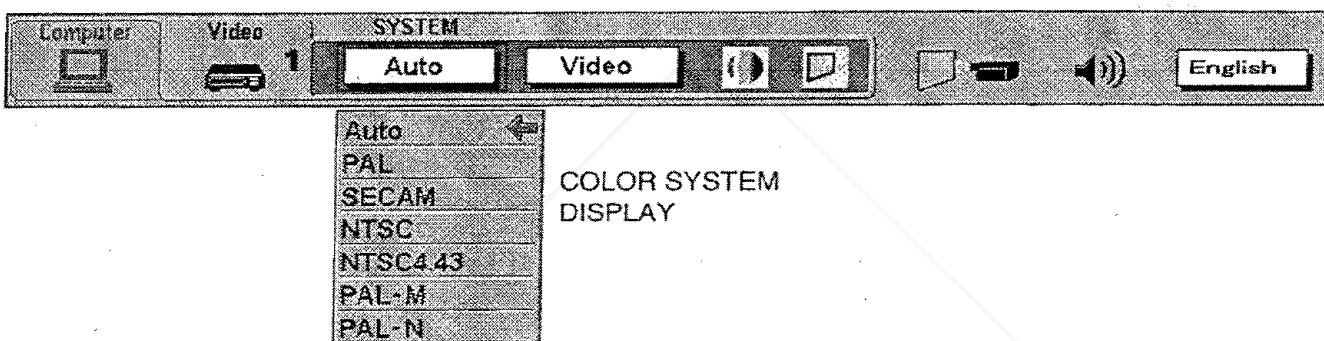 Computer Video SYSTEM
1 Auto Video English
Auto
PAL
SECAM
NTSC
NTSC4.43
PAL-M
PAL-N
COLOR SYSTEM
DISPLAY